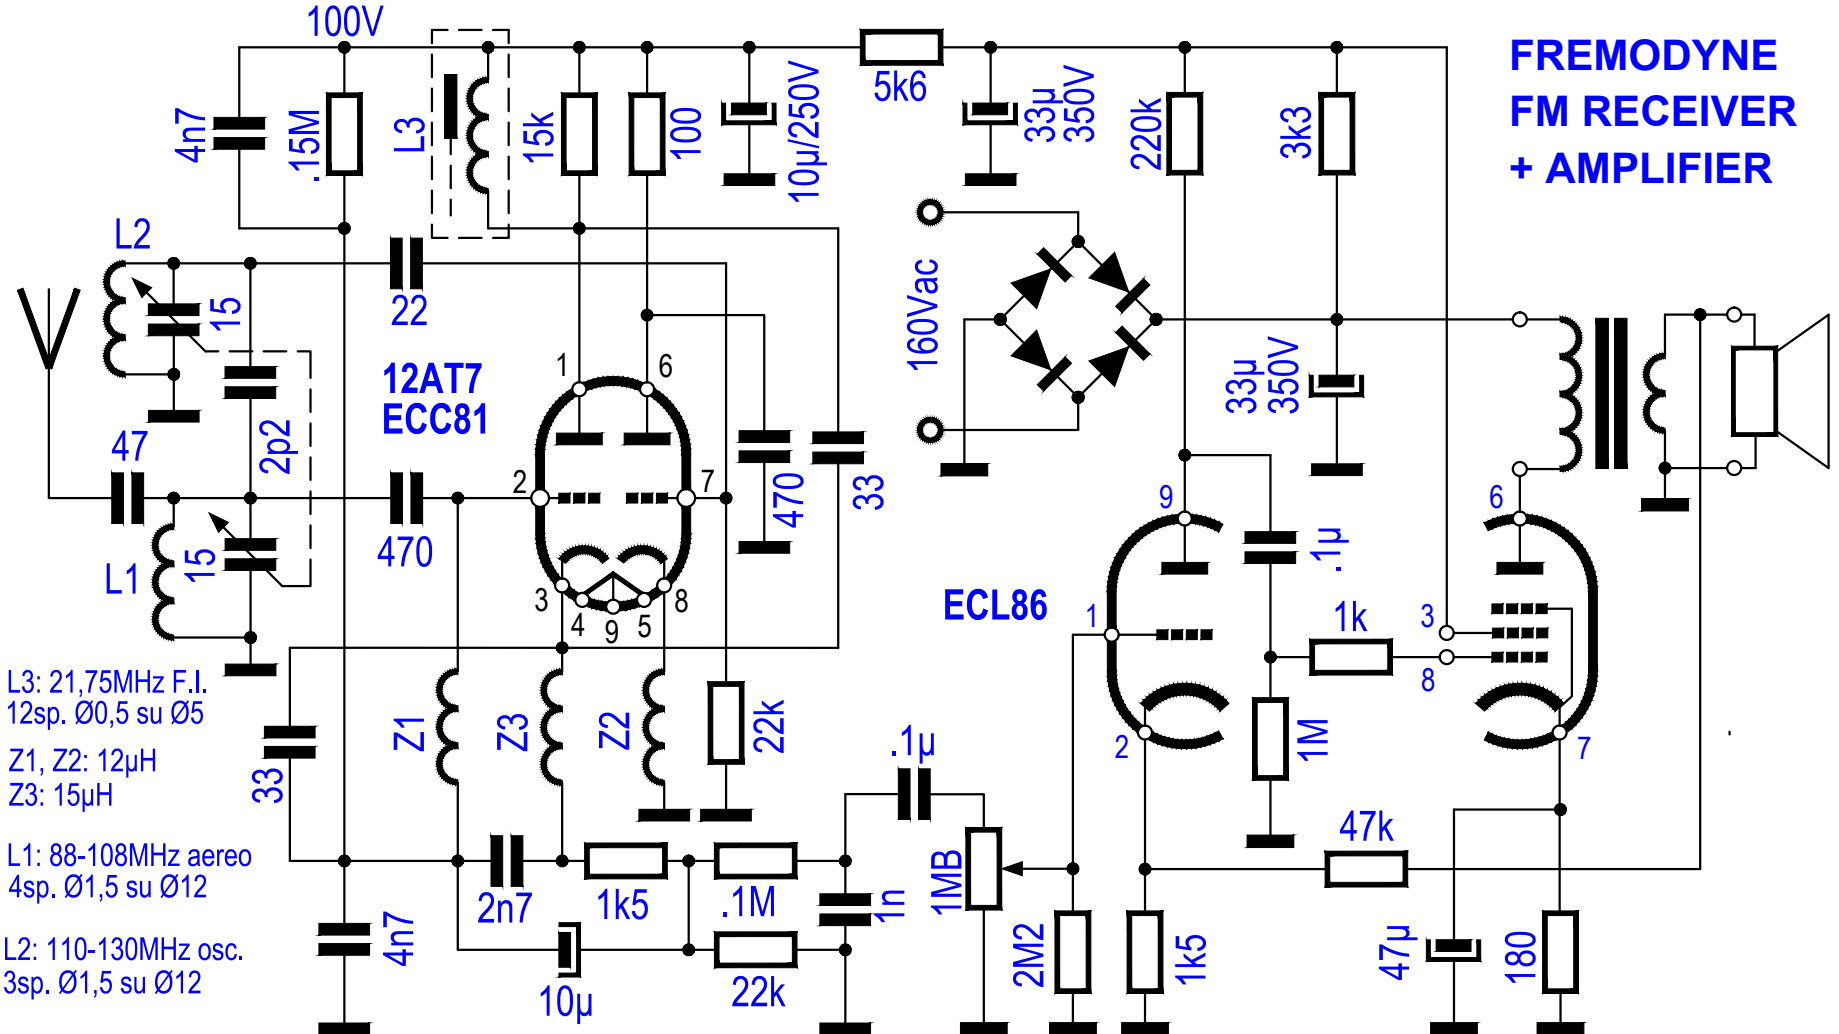 100V
FREMODYNE
FM RECEIVER
+ AMPLIFIER
4n7
.15M
L3
15k
100
10µ/250V
5k6
33µ
350V
220k
3k3
L2
15
22
160Vac
33µ
350V
12AT7
ECC81
1
6
2p2
47
2
7
470
33
470
L1
15
3
4
9
5
8
9
.1µ
6
ECL86
1
1k
3
8
L3: 21,75MHz F.I.
12sp. Ø0,5 su Ø5
Z1, Z2: 12µH
Z3: 15µH
33
Z1
Z3
Z2
22k
.1µ
2
1M
7
L1: 88-108MHz aereo
4sp. Ø1,5 su Ø12
47k
2n7
1k5
.1M
1n
1MB
L2: 110-130MHz osc.
3sp. Ø1,5 su Ø12
4n7
10µ
22k
2M2
1k5
47µ
180